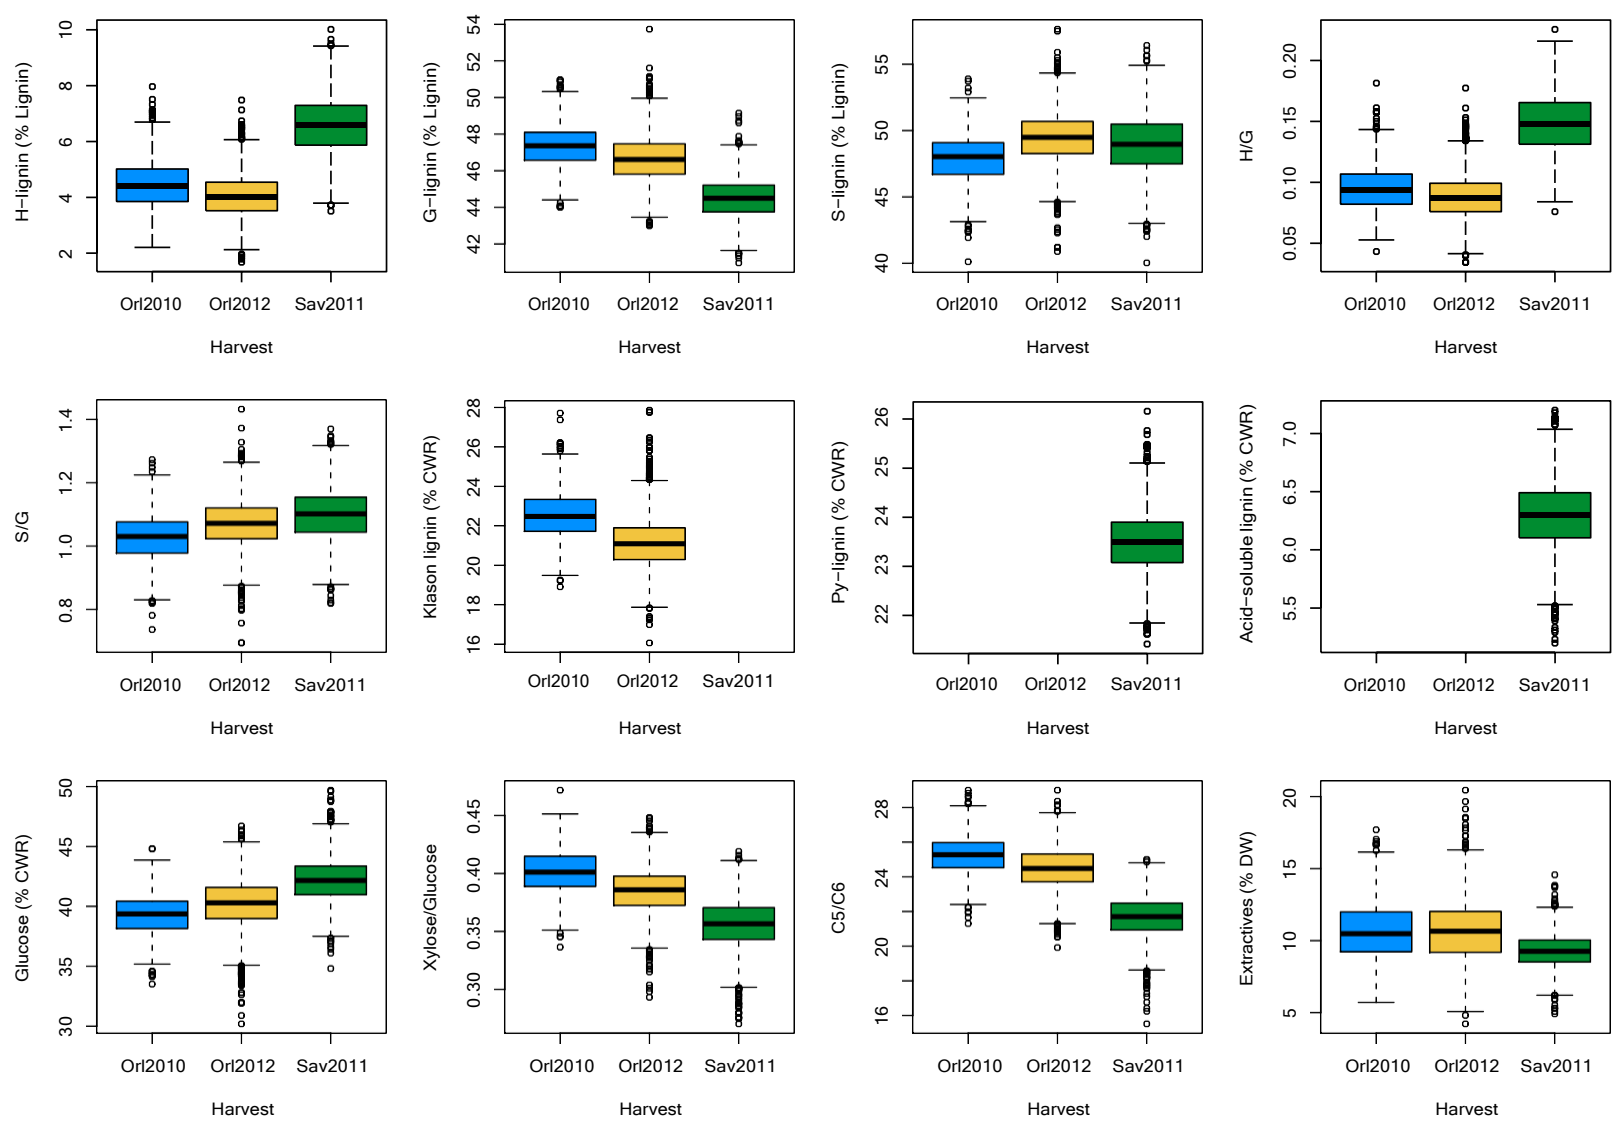 H−lignin (% Lignin)
10
8
6
4
2
Orl2010 Orl2012 Sav2011
Harvest
G−lignin (% Lignin)
54
52
50
48
46
44
42
Orl2010 Orl2012 Sav2011
Harvest
S−lignin (% Lignin)
55
50
45
40
Orl2010 Orl2012 Sav2011
Harvest
H/G
0.20
0.15
0.10
0.05
Orl2010 Orl2012 Sav2011
Harvest
S/G
1.4
1.2
1.0
0.8
Orl2010 Orl2012 Sav2011
Harvest
Klason lignin (% CWR)
28
26
24
22
20
18
16
Orl2010 Orl2012 Sav2011
Harvest
Py−lignin (% CWR)
26
25
24
23
22
Orl2010 Orl2012 Sav2011
Harvest
Acid−soluble lignin (% CWR)
7.0
6.5
6.0
5.5
Orl2010 Orl2012 Sav2011
Harvest
Glucose (% CWR)
50
45
40
35
30
Orl2010 Orl2012 Sav2011
Harvest
Xylose/Glucose
0.45
0.40
0.35
0.30
Orl2010 Orl2012 Sav2011
Harvest
C5/C6
28
24
20
16
Orl2010 Orl2012 Sav2011
Harvest
Extractives (% DW)
20
15
10
5
Orl2010 Orl2012 Sav2011
Harvest